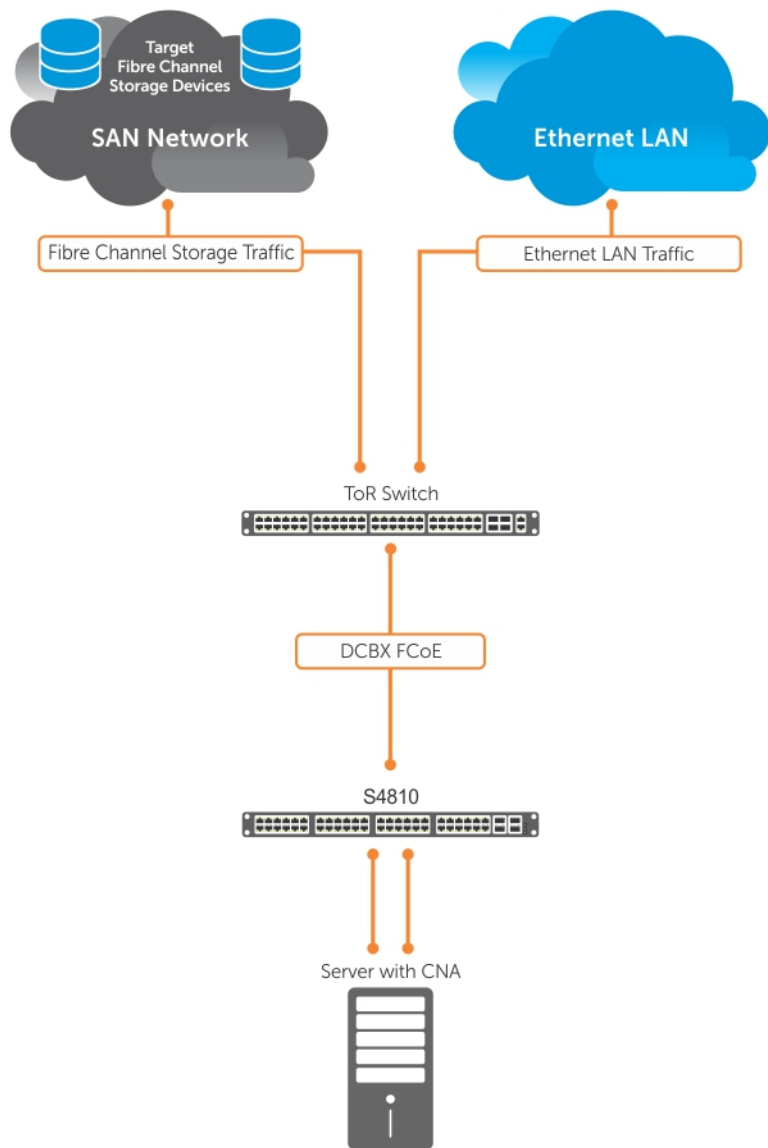 Target
Fibre Channel
Storage Devices
SAN Network
Ethernet LAN
Fibre Channel Storage Traffic
Ethernet LAN Traffic
ToR Switch
DCBX FCoE
S4810
Server with CNA